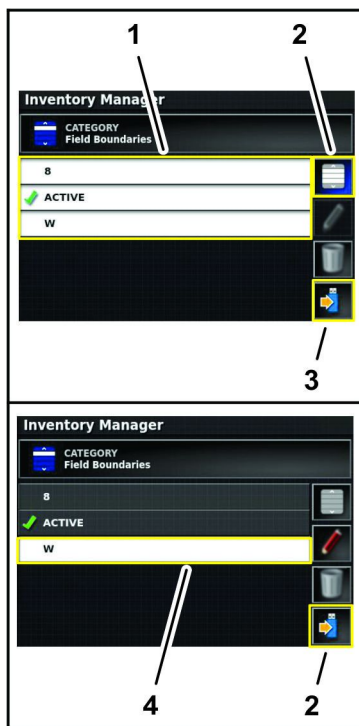 1
2
Inventory Manager
CATEGORY
Field Boundaries
8
ACTIVE
W
3
Inventory Manager
CATEGORY
Field Boundaries
8
ACTIVE
W
4
2